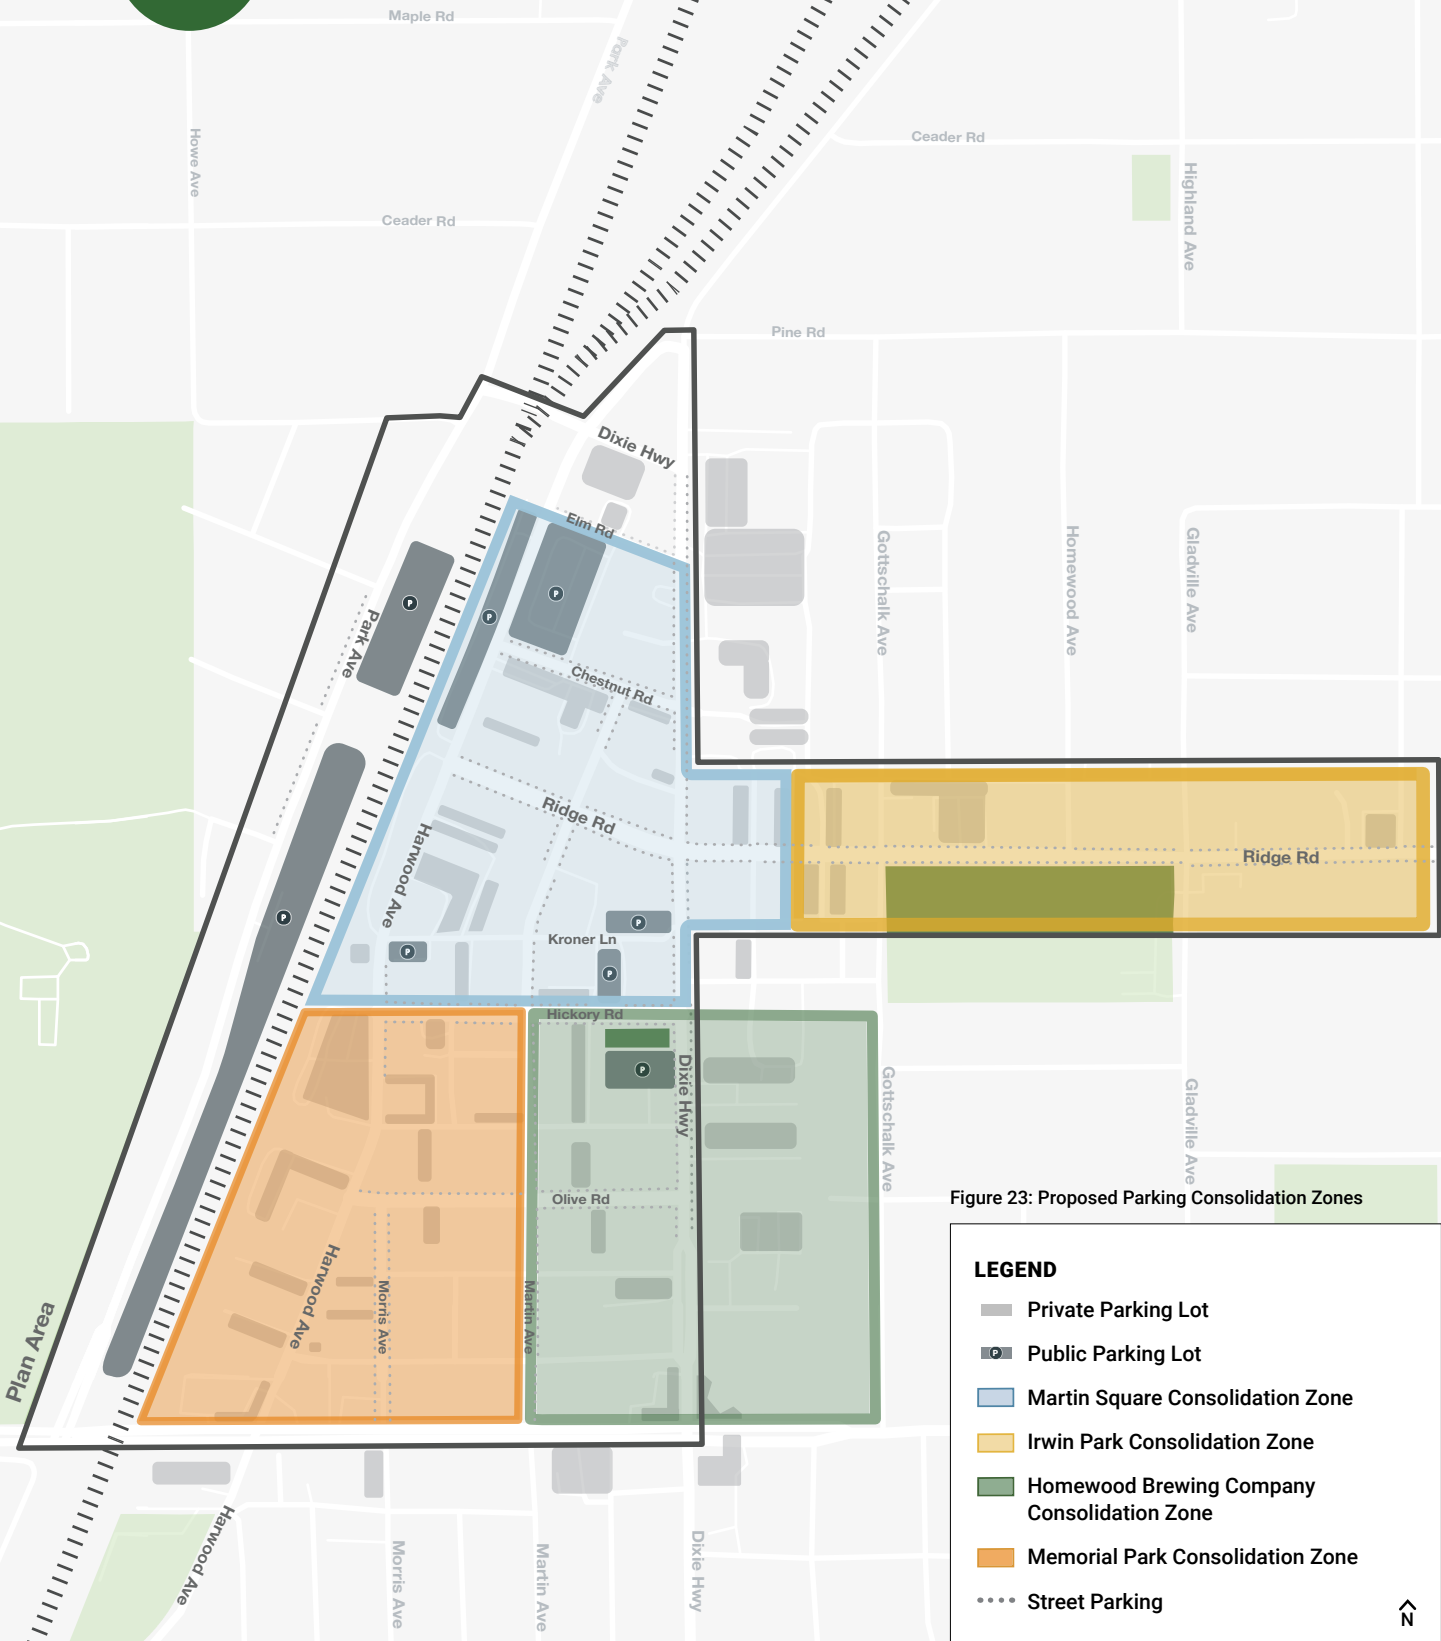 Maple Rd
Park Ave
Howe Ave
Ceader Rd
Highland Ave
Ceader Rd
Pine Rd
Dixie Hwy
Elm Rd
P
P
P
Gottschalk Ave
Homewood Ave
Gladville Ave
Park Ave
Chestnut Rd
Ridge Rd
Harwood Ave
Ridge Rd
P
P
Kroner Ln
P
P
Hickory Rd
P
Dixie Hwy
Gottschalk Ave
Gladville Ave
Olive Rd
Harwood Ave
Morris Ave
Martin Ave
Plan Area
Harwood Ave
Morris Ave
Martin Ave
Dixie Hwy
Figure 23: Proposed Parking Consolidation Zones
LEGEND
Private Parking Lot
P
Public Parking Lot
Martin Square Consolidation Zone
Irwin Park Consolidation Zone
Homewood Brewing Company
Consolidation Zone
Memorial Park Consolidation Zone
Street Parking
N